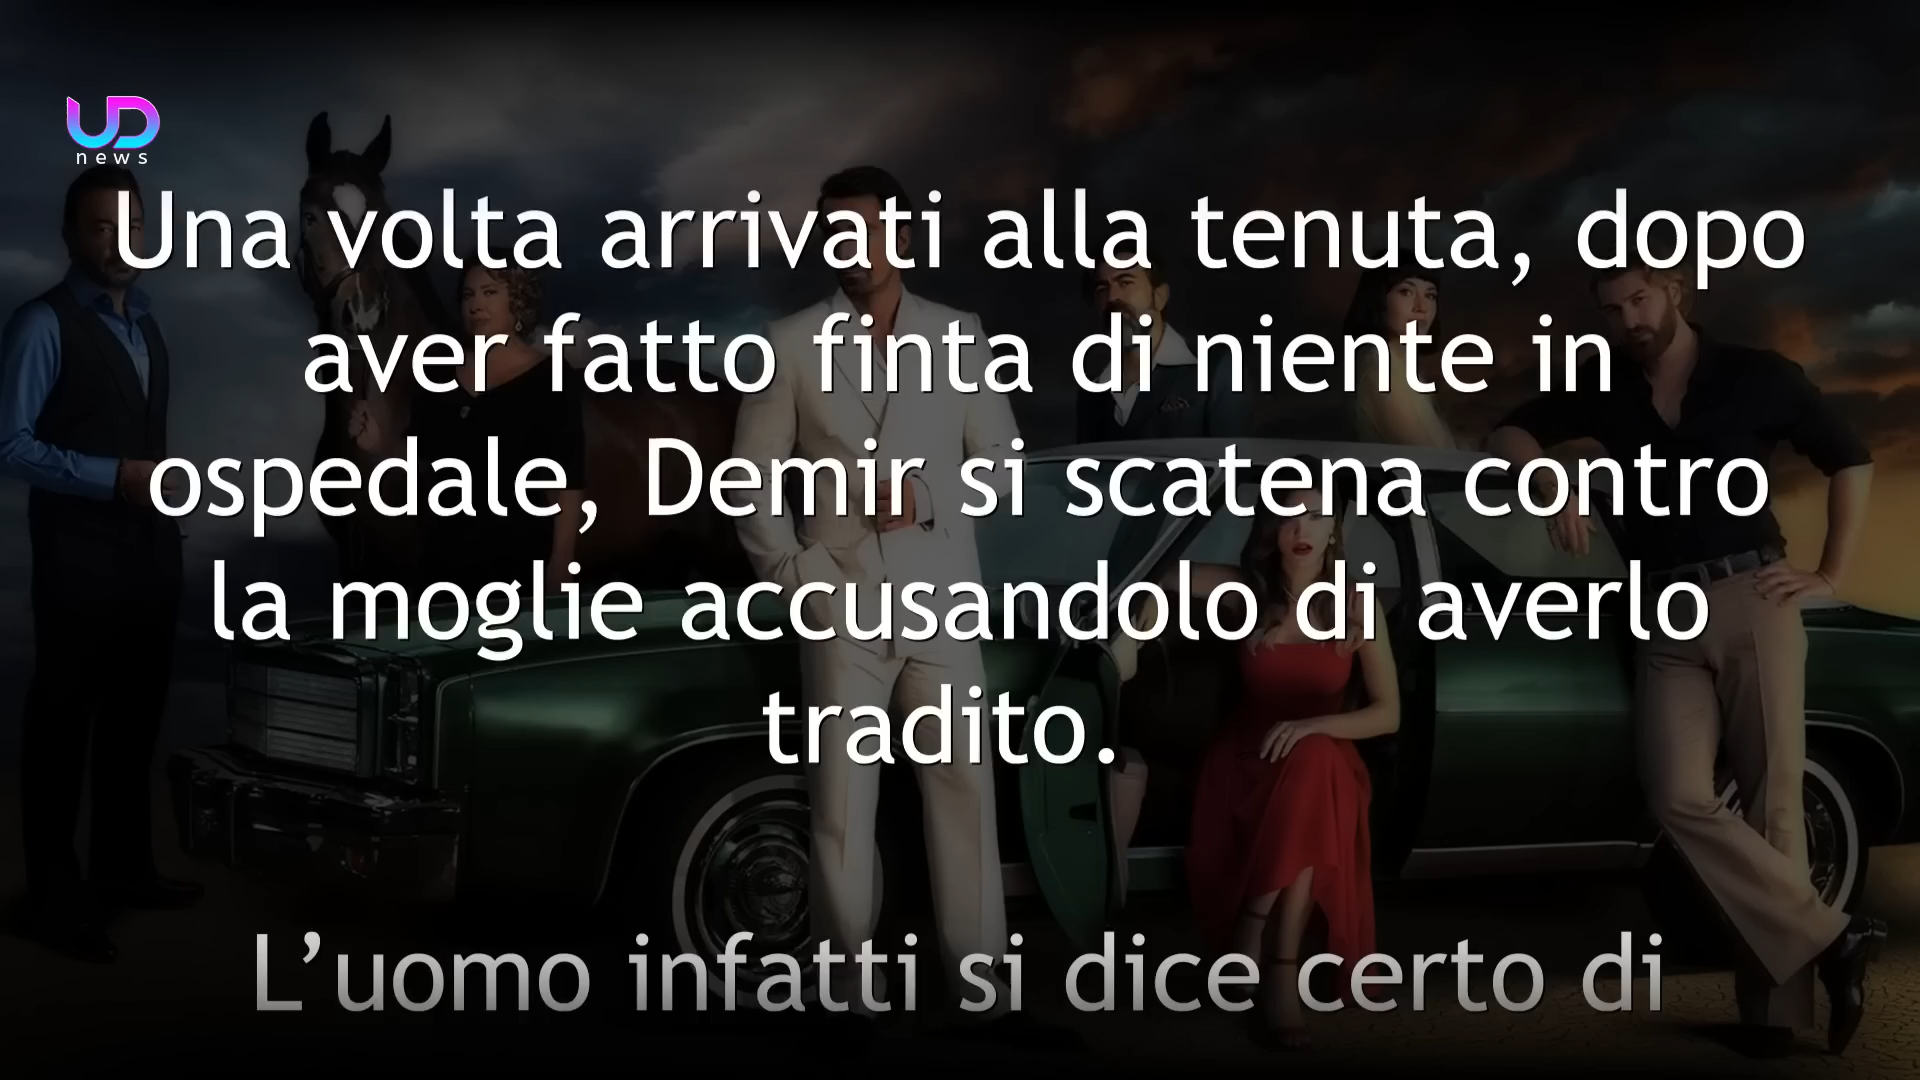 UD
news
Una volta arrivati alla tenuta, dopo
aver fatto finta di niente in
ospedale, Demir si scatena contro
la moglie accusandolo di averlo
tradito.
L’uomo infatti si dice certo di